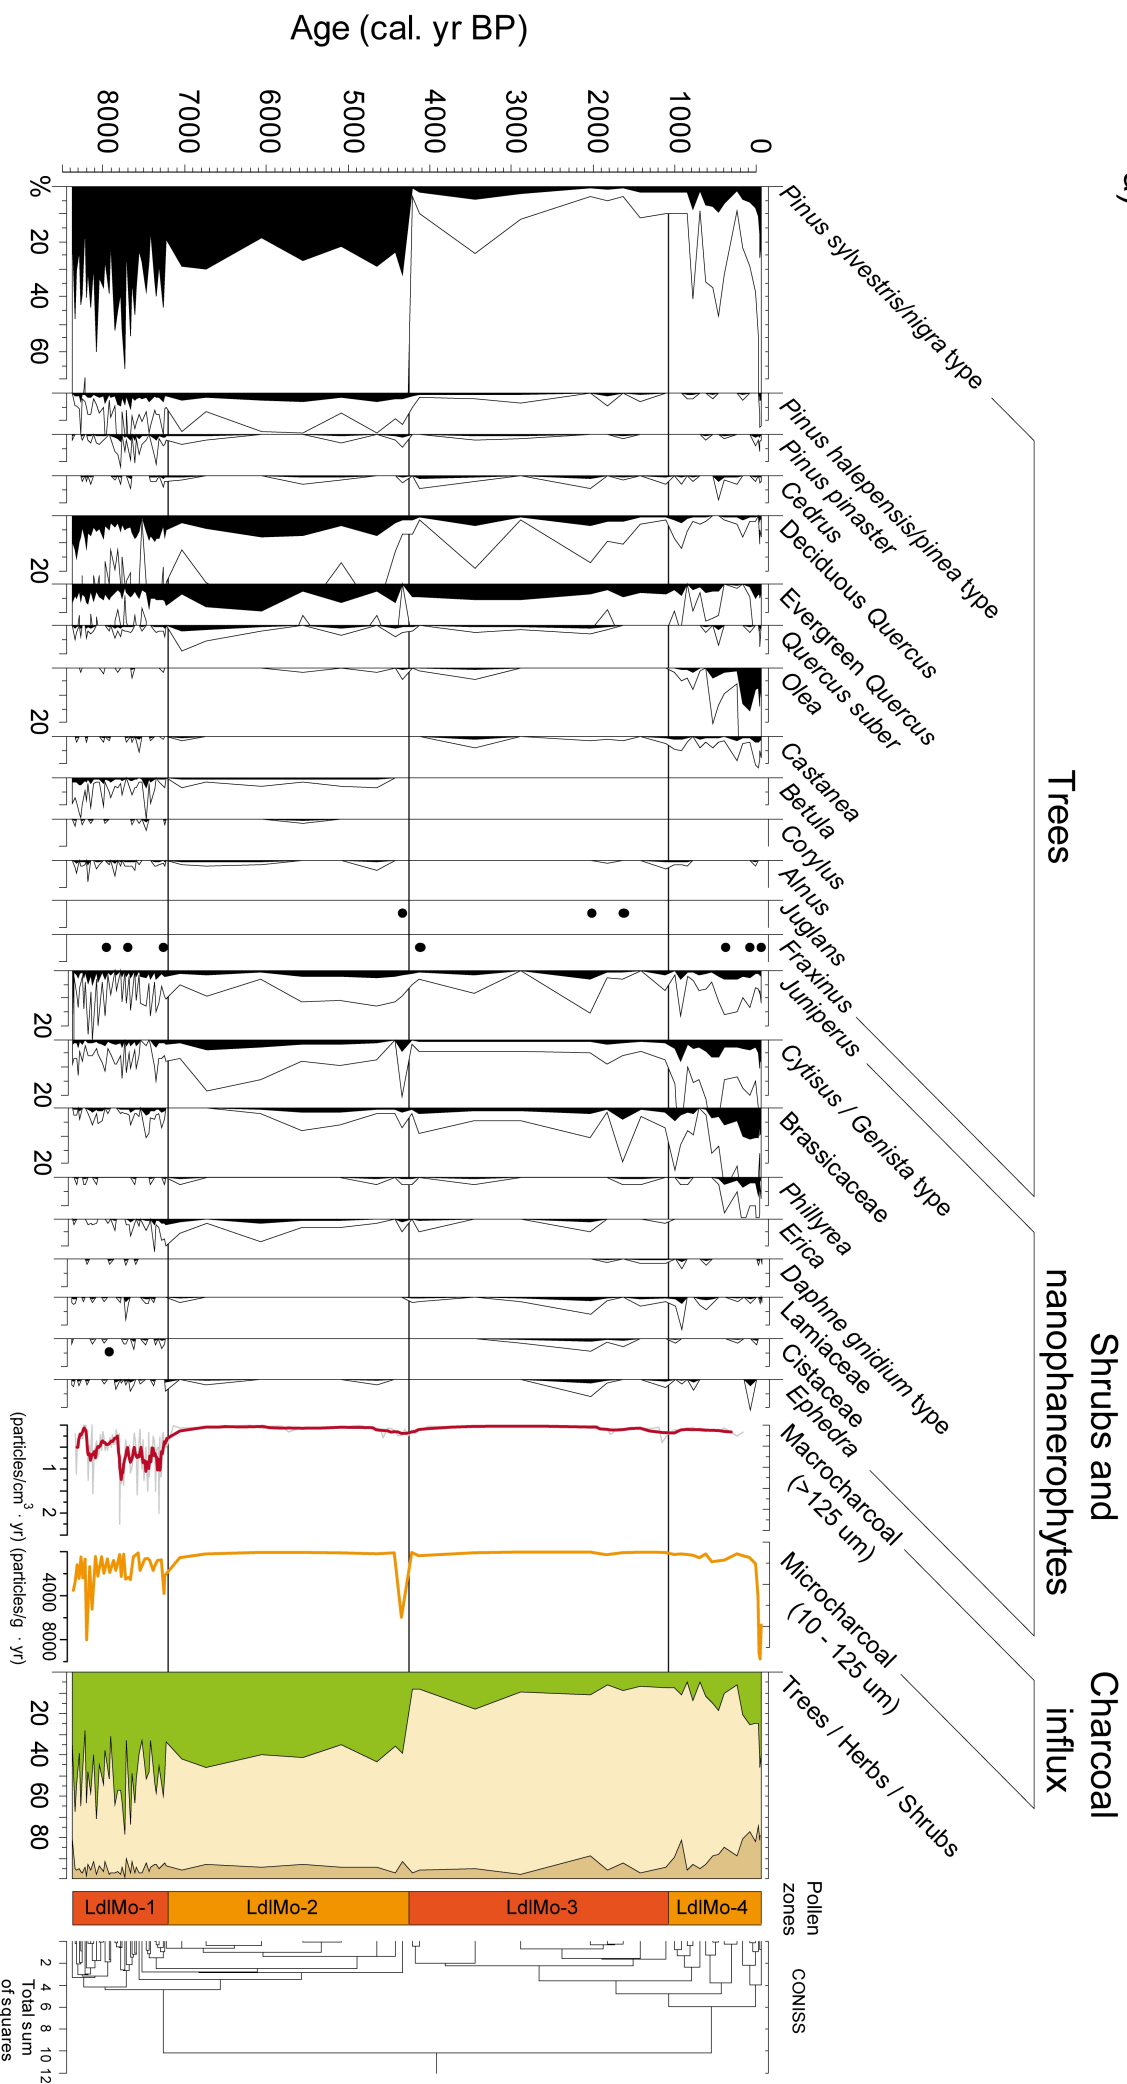 a)
Age (cal. yr BP)
8000
7000
6000
5000
4000
3000
2000
1000
0
Trees
Shrubs and
nanophanerophytes
Charcoal
influx
Pinus sylvestris/nigra type
Pinus halepensis/pinea type
Pinus pinaster
Cedrus
Deciduous Quercus
Evergreen Quercus
Quercus suber
Olea
Castanea
Betula
Corylus
Alnus
Juglans
Fraxinus
Juniperus
Cytisus / Genista type
Brassicaceae
Phillyrea
Erica
Daphne gnidium type
Lamiaceae
Cistaceae
Ephedra
Macrocharcoal
(>125 um)
Microcharcoal
(10 - 125 um)
Trees / Herbs / Shrubs
Pollen
zones
CONISS
LdlMo-1
LdlMo-2
LdlMo-3
LdlMo-4
%
20
40
60
20
20
20
20
20
1
2
(particles/cm³ · yr)
4000
8000
(particles/g · yr)
20
40
60
80
2
4
6
8
10
12
Total sum
of squares